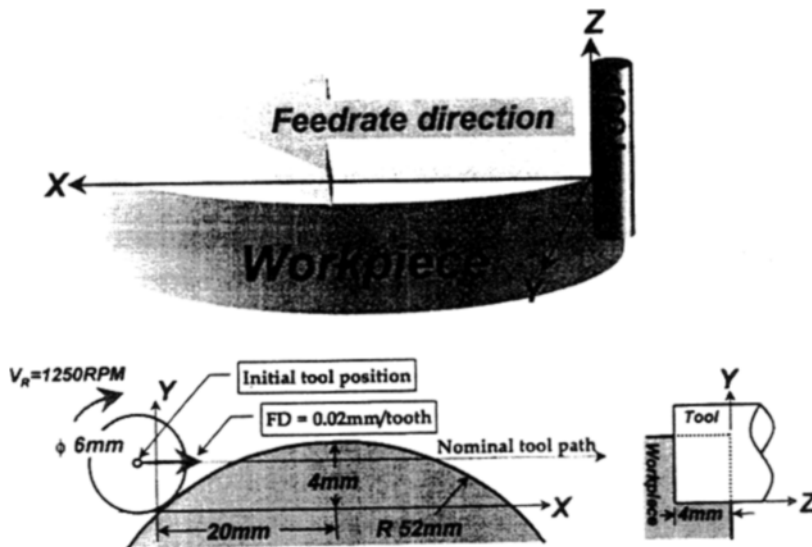 Z
TOOL
Feedrate direction
X
Workpiece
Y
V_R=1250RPM
Y
Initial tool position
FD = 0.02mm/tooth
ϕ 6mm
Nominal tool path
4mm
X
20mm
R 52mm
Y
Tool
Workpiece
4mm
Z